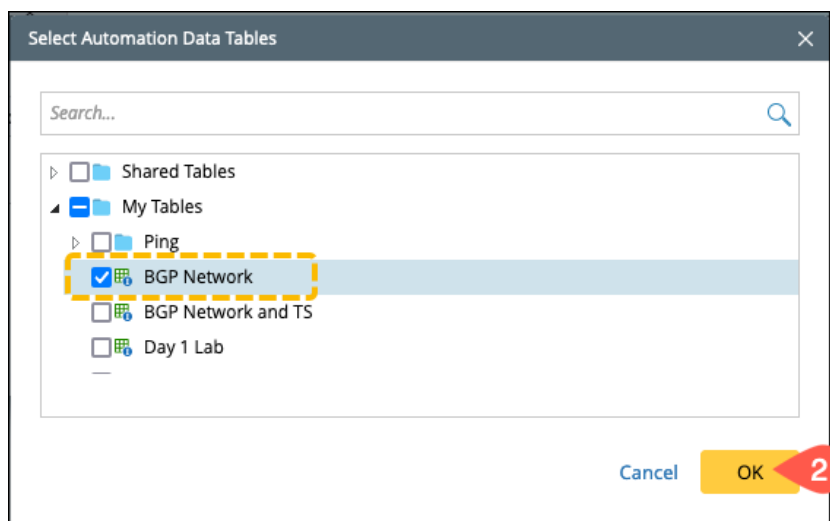 Select Automation Data Tables
Search...
Shared Tables
My Tables
Ping
BGP Network
BGP Network and TS
Day 1 Lab
Cancel
OK
2